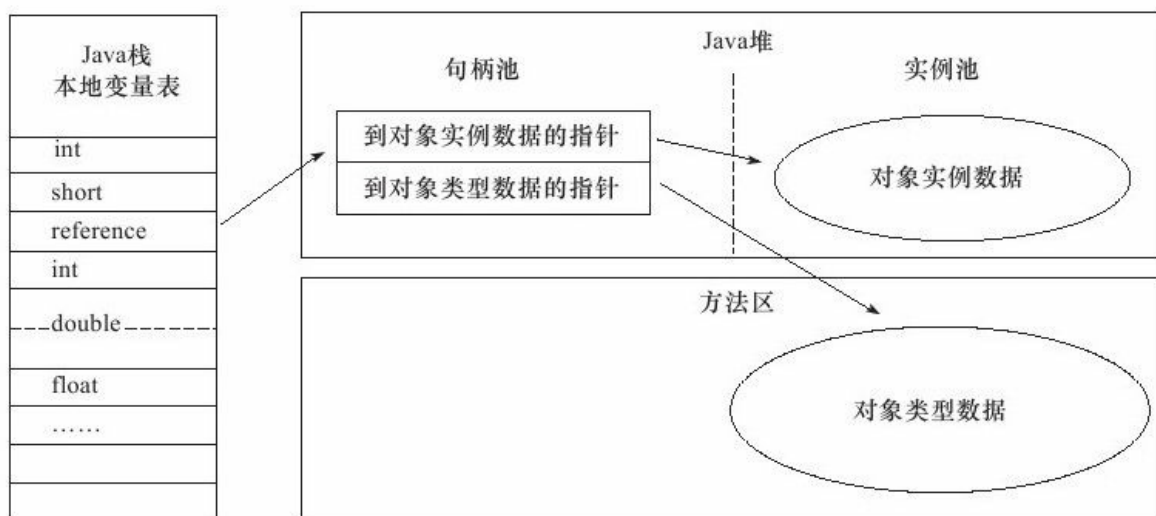 Java栈
本地变量表
int
short
reference
int
double
float
……
Java堆
句柄池
实例池
到对象实例数据的指针
到对象类型数据的指针
对象实例数据
方法区
对象类型数据